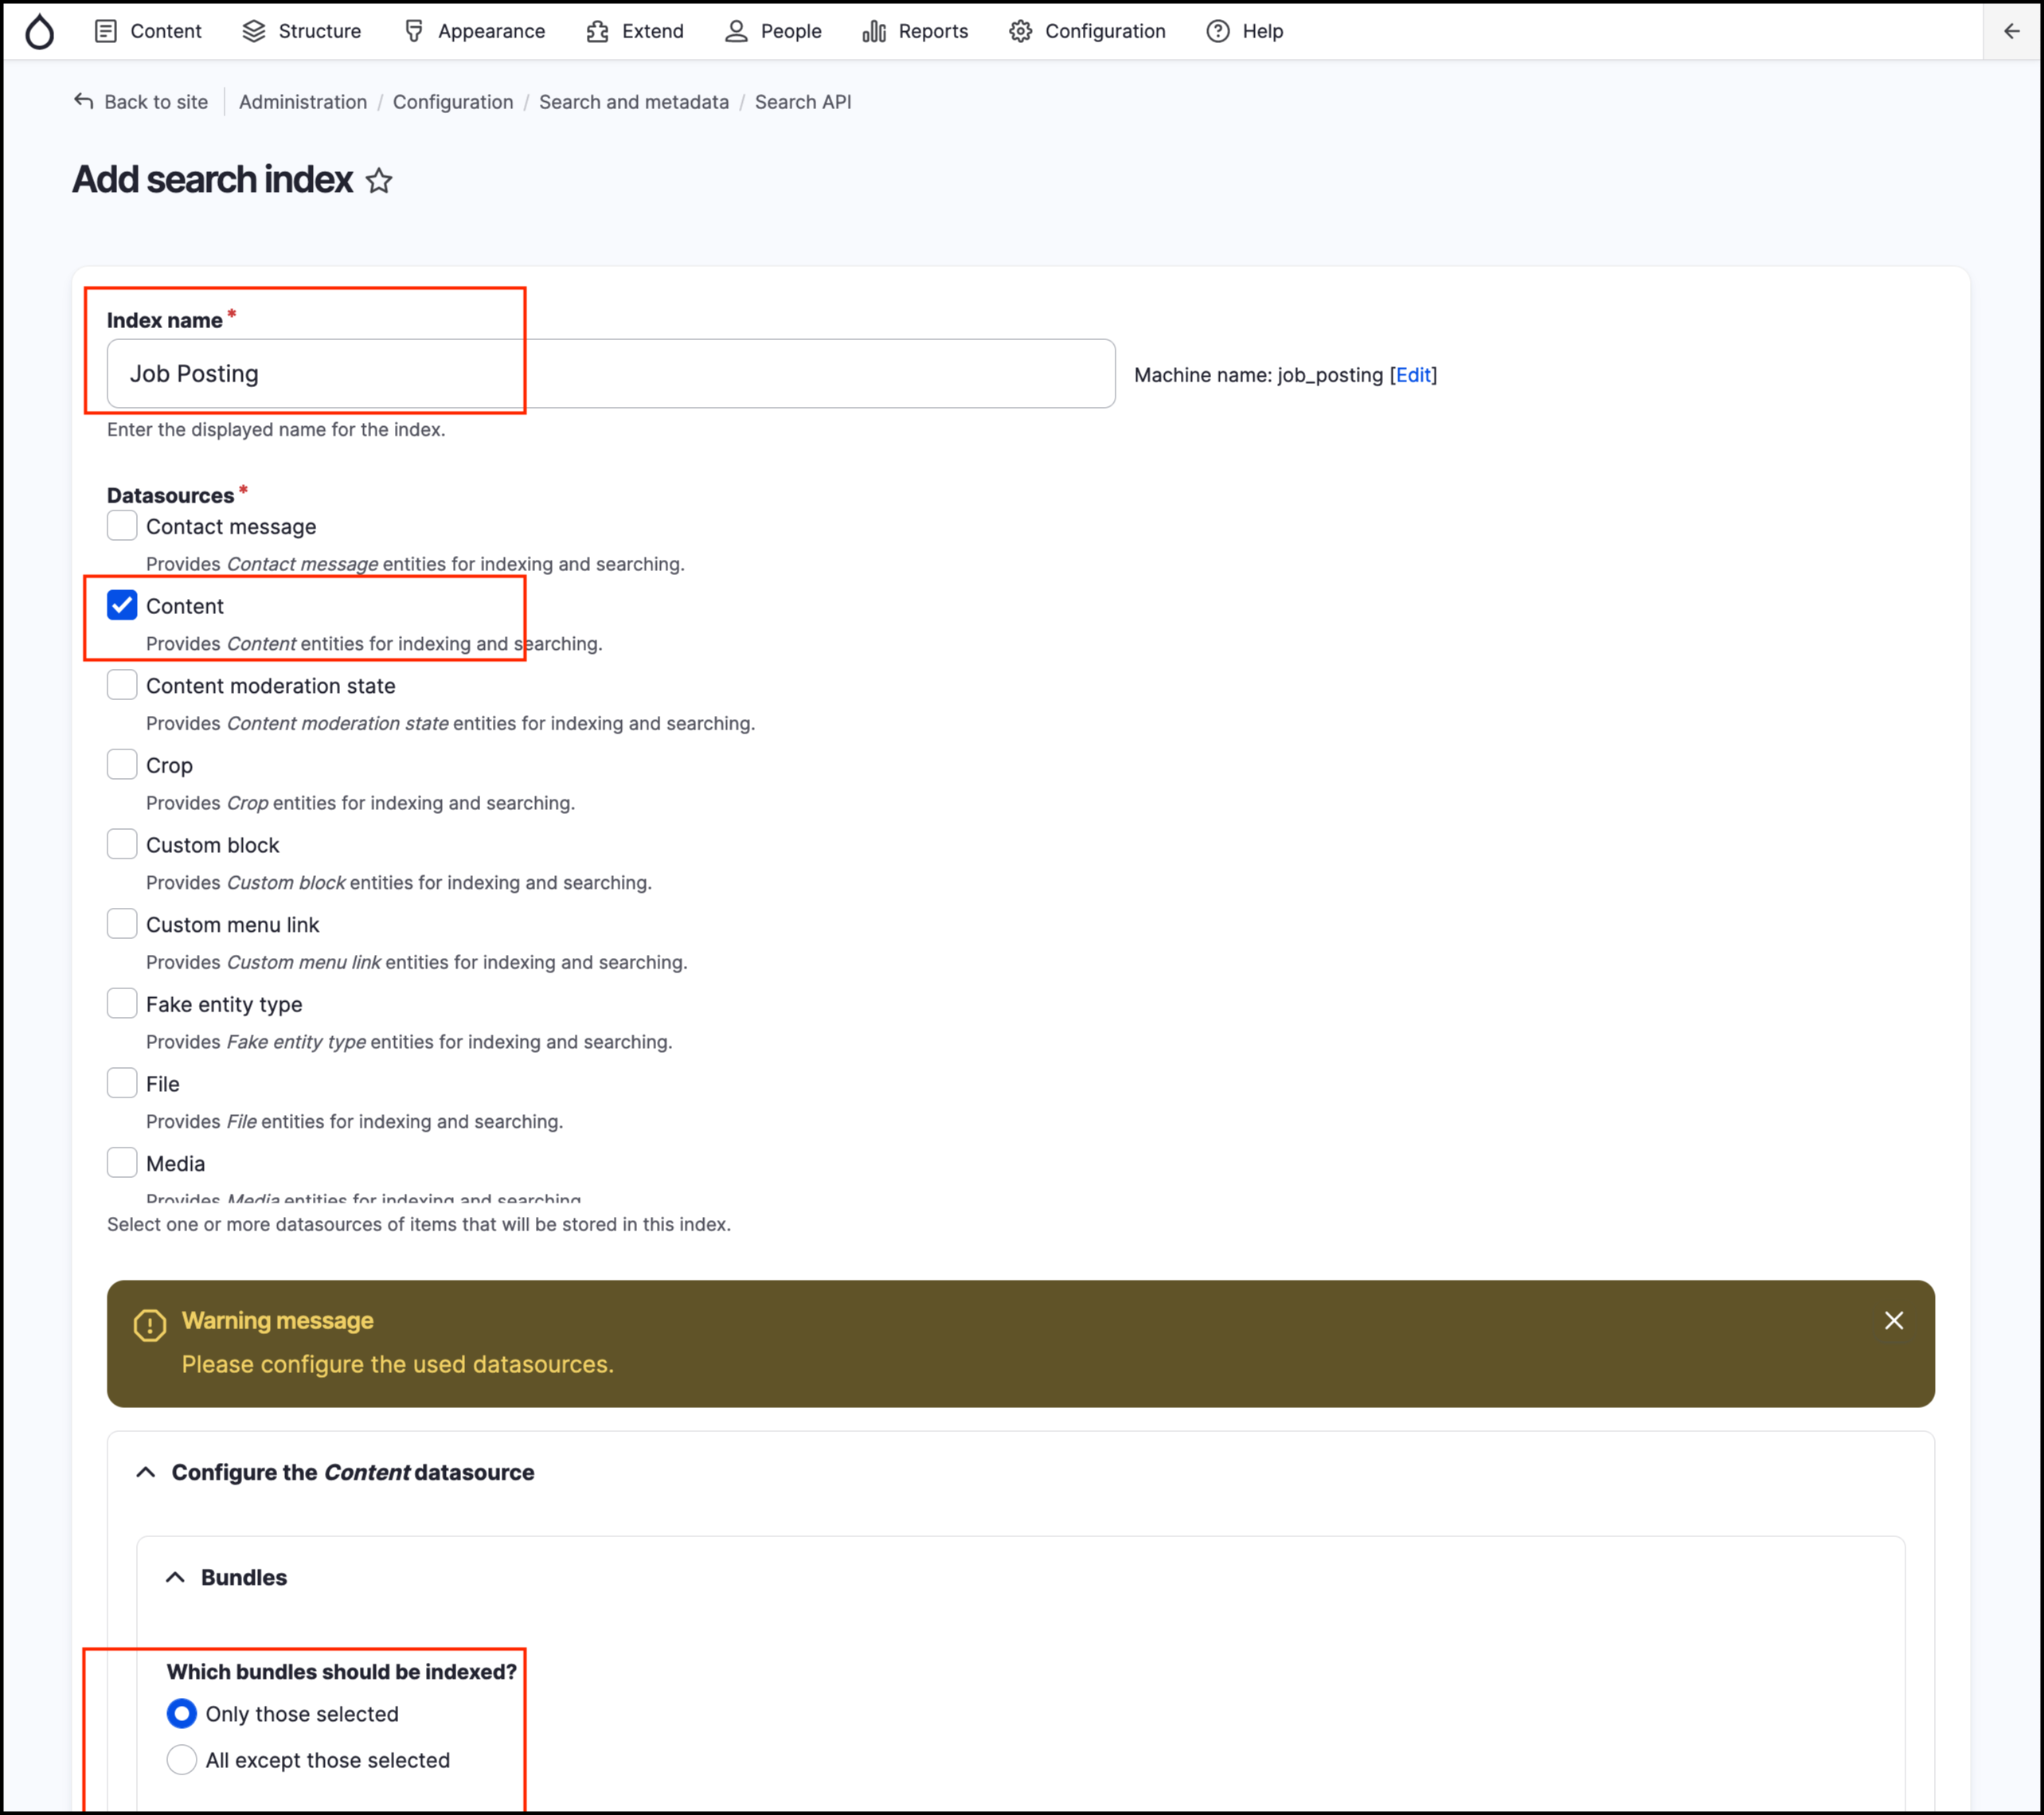 Content Structure Appearance Extend People Reports Configuration Help
Back to site Administration / Configuration / Search and metadata / Search API
Add search index
Index name *
Job Posting
Machine name: job_posting [Edit]
Enter the displayed name for the index.
Datasources *
Contact message
Provides Contact message entities for indexing and searching.
Content
Provides Content entities for indexing and searching.
Content moderation state
Provides Content moderation state entities for indexing and searching.
Crop
Provides Crop entities for indexing and searching.
Custom block
Provides Custom block entities for indexing and searching.
Custom menu link
Provides Custom menu link entities for indexing and searching.
Fake entity type
Provides Fake entity type entities for indexing and searching.
File
Provides File entities for indexing and searching.
Media
Provides Media entities for indexing and searching.
Select one or more datasources of items that will be stored in this index.
Warning message
Please configure the used datasources.
Configure the Content datasource
Bundles
Which bundles should be indexed?
Only those selected
All except those selected